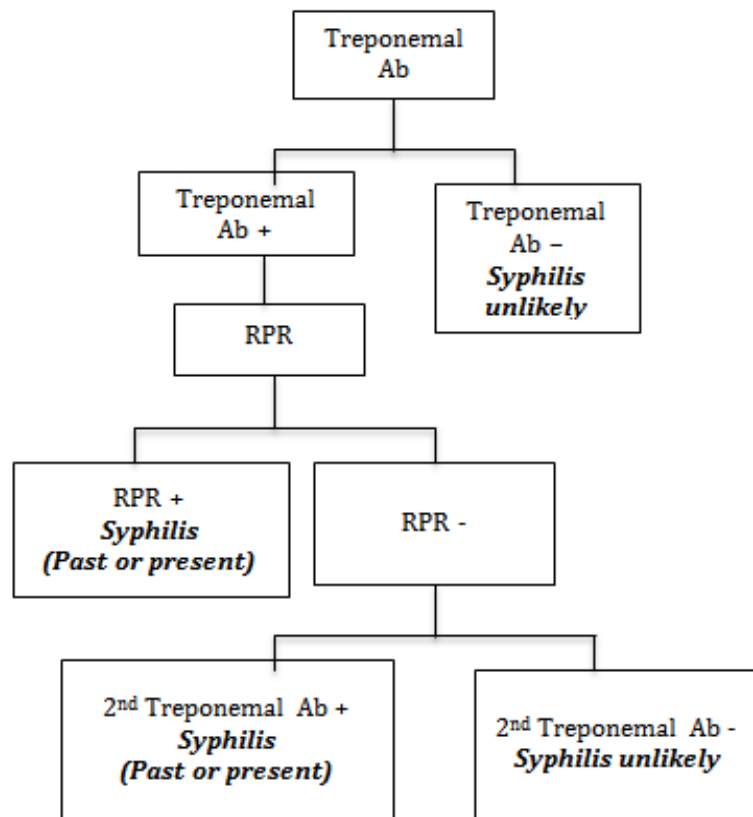 Treponemal
Ab
Treponemal
Ab +
Treponemal
Ab –
Syphilis
unlikely
RPR
RPR +
Syphilis
(Past or present)
RPR -
2nd Treponemal Ab +
Syphilis
(Past or present)
2nd Treponemal Ab -
Syphilis unlikely